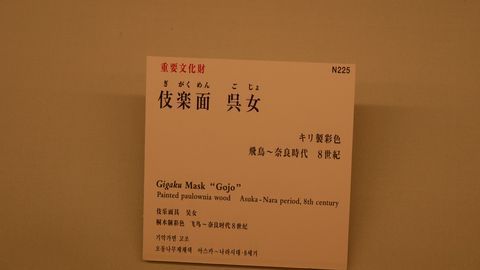 重要文化財 N225
ぎ がく めん ご じょ
伎楽面 呉女
キリ製彩色
飛鳥～奈良時代 8世紀
Gigaku Mask “Gojo”
Painted paulownia wood Asuka - Nara period, 8th century
伎乐面具 吴女
桐木制彩色 飞鸟～奈良时代8世纪
기악가면 고조
오동나무제채색 아스카~나라시대·8세기